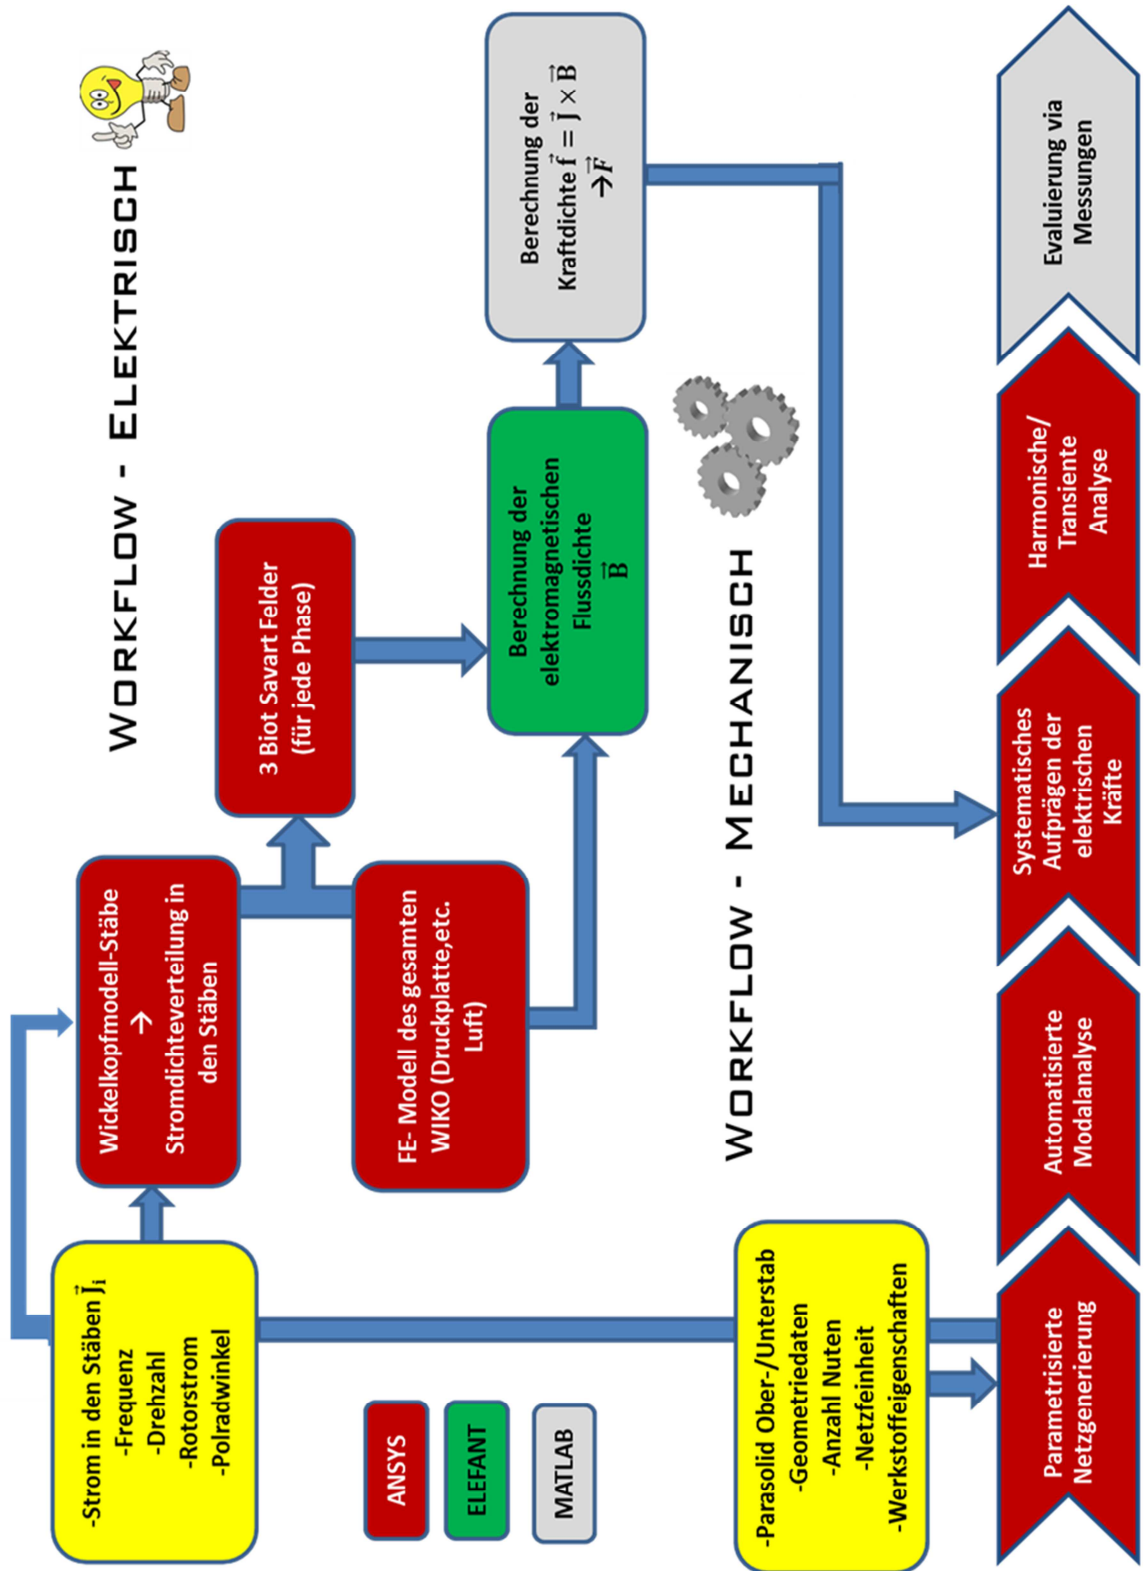 WORKFLOW - ELEKTRISCH
-Strom in den Stäben J⃗i
-Frequenz
-Drehzahl
-Rotorstrom
-Polradwinkel
Wickelkopfmodell-Stäbe
→
Stromdichteverteilung in
den Stäben
3 Biot Savart Felder
(für jede Phase)
FE- Modell des gesamten
WIKO (Druckplatte,etc.
Luft)
Berechnung der
elektromagnetischen
Flussdichte
B⃗
Berechnung der
Kraftdichte f⃗ = J⃗ × B⃗
→F⃗
ANSYS
ELEFANT
MATLAB
WORKFLOW - MECHANISCH
-Parasolid Ober-/Unterstab
-Geometriedaten
-Anzahl Nuten
-Netzfeinheit
-Werkstoffeigenschaften
Parametrisierte
Netzgenerierung
Automatisierte
Modalanalyse
Systematisches
Aufprägen der
elektrischen
Kräfte
Harmonische/
Transiente
Analyse
Evaluierung via
Messungen